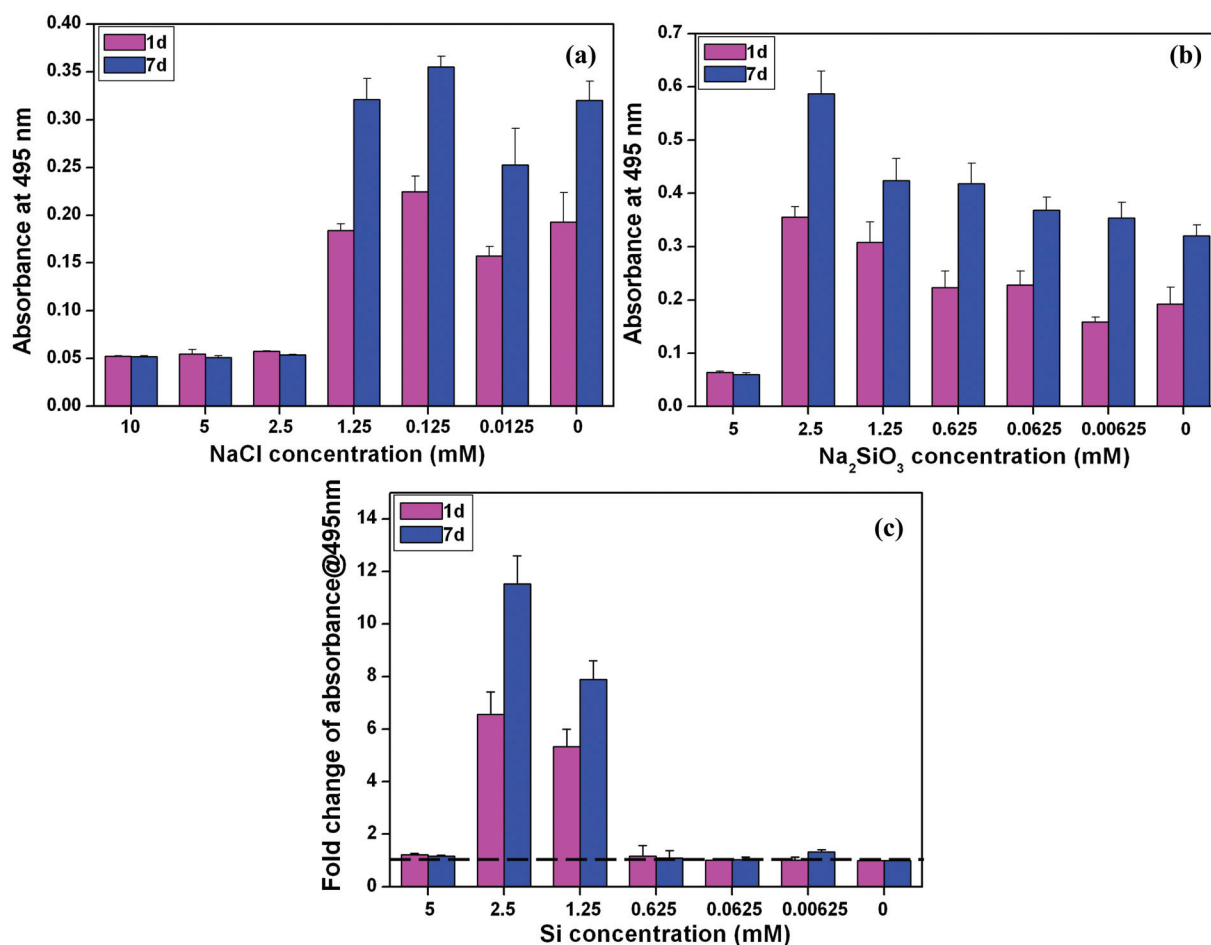 (a)
1d
7d
Absorbance at 495 nm
0.40
0.35
0.30
0.25
0.20
0.15
0.10
0.05
0.00
10 5 2.5 1.25 0.125 0.0125 0
NaCl concentration (mM)
(b)
1d
7d
Absorbance at 495 nm
0.7
0.6
0.5
0.4
0.3
0.2
0.1
0.0
5 2.5 1.25 0.625 0.0625 0.00625 0
Na₂SiO₃ concentration (mM)
(c)
1d
7d
Fold change of absorbance@495nm
14
12
10
8
6
4
2
0
5 2.5 1.25 0.625 0.0625 0.00625 0
Si concentration (mM)